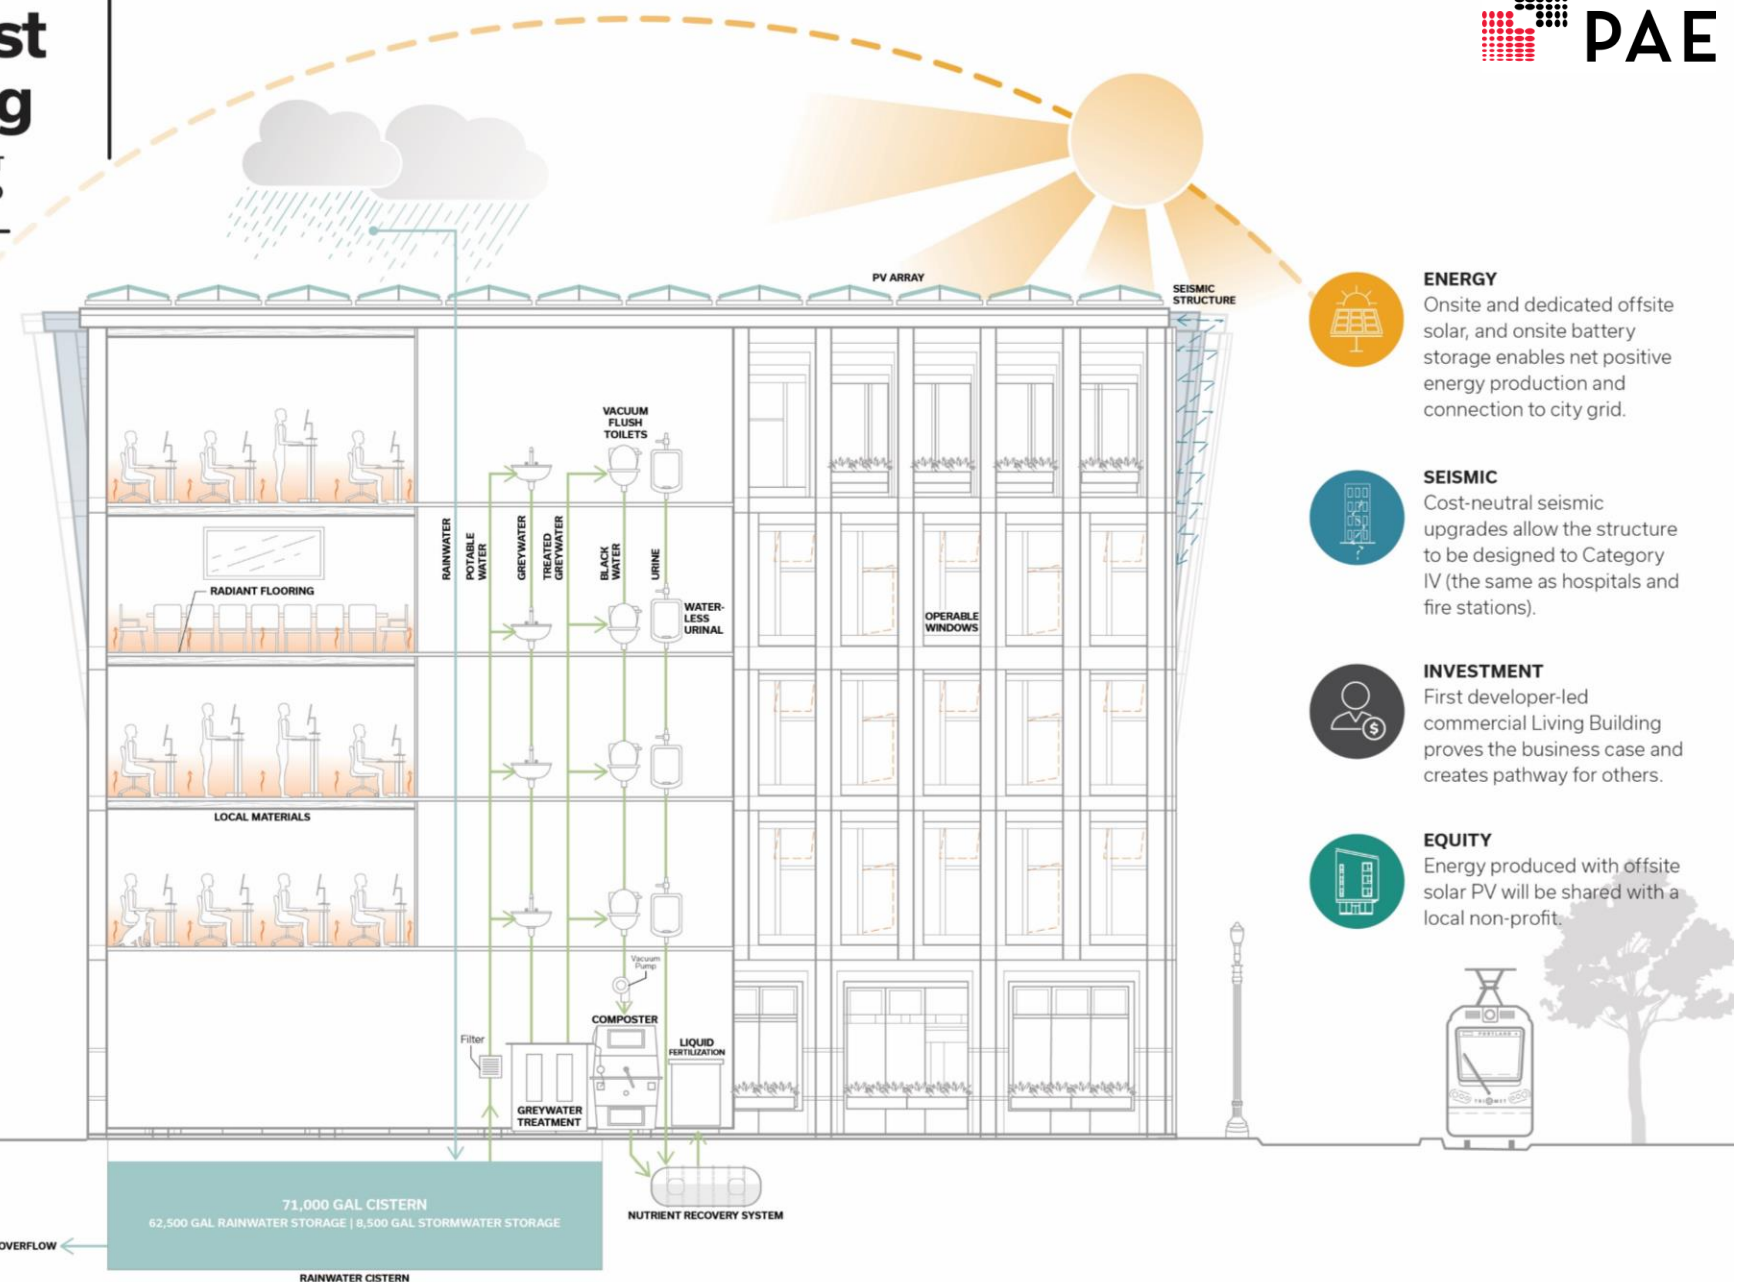 st
g
T
PAE
PV ARRAY
SEISMIC
STRUCTURE
VACUUM
FLUSH
TOILETS
RAINWATER
POTABLE
WATER
GREYWATER
TREATED
GREYWATER
BLACK
WATER
URINE
RADIANT FLOORING
WATER-
LESS
URINAL
OPERABLE
WINDOWS
LOCAL MATERIALS
Vacuum
Pump
COMPOSTER
Filter
LIQUID
FERTILIZATION
GREYWATER
TREATMENT
71,000 GAL CISTERN
62,500 GAL RAINWATER STORAGE | 8,500 GAL STORMWATER STORAGE
NUTRIENT RECOVERY SYSTEM
OVERFLOW
RAINWATER CISTERN
ENERGY
Onsite and dedicated offsite
solar, and onsite battery
storage enables net positive
energy production and
connection to city grid.
SEISMIC
Cost-neutral seismic
upgrades allow the structure
to be designed to Category
IV (the same as hospitals and
fire stations).
INVESTMENT
First developer-led
commercial Living Building
proves the business case and
creates pathway for others.
$
EQUITY
Energy produced with offsite
solar PV will be shared with a
local non-profit.
PORTLAND
TRIMET